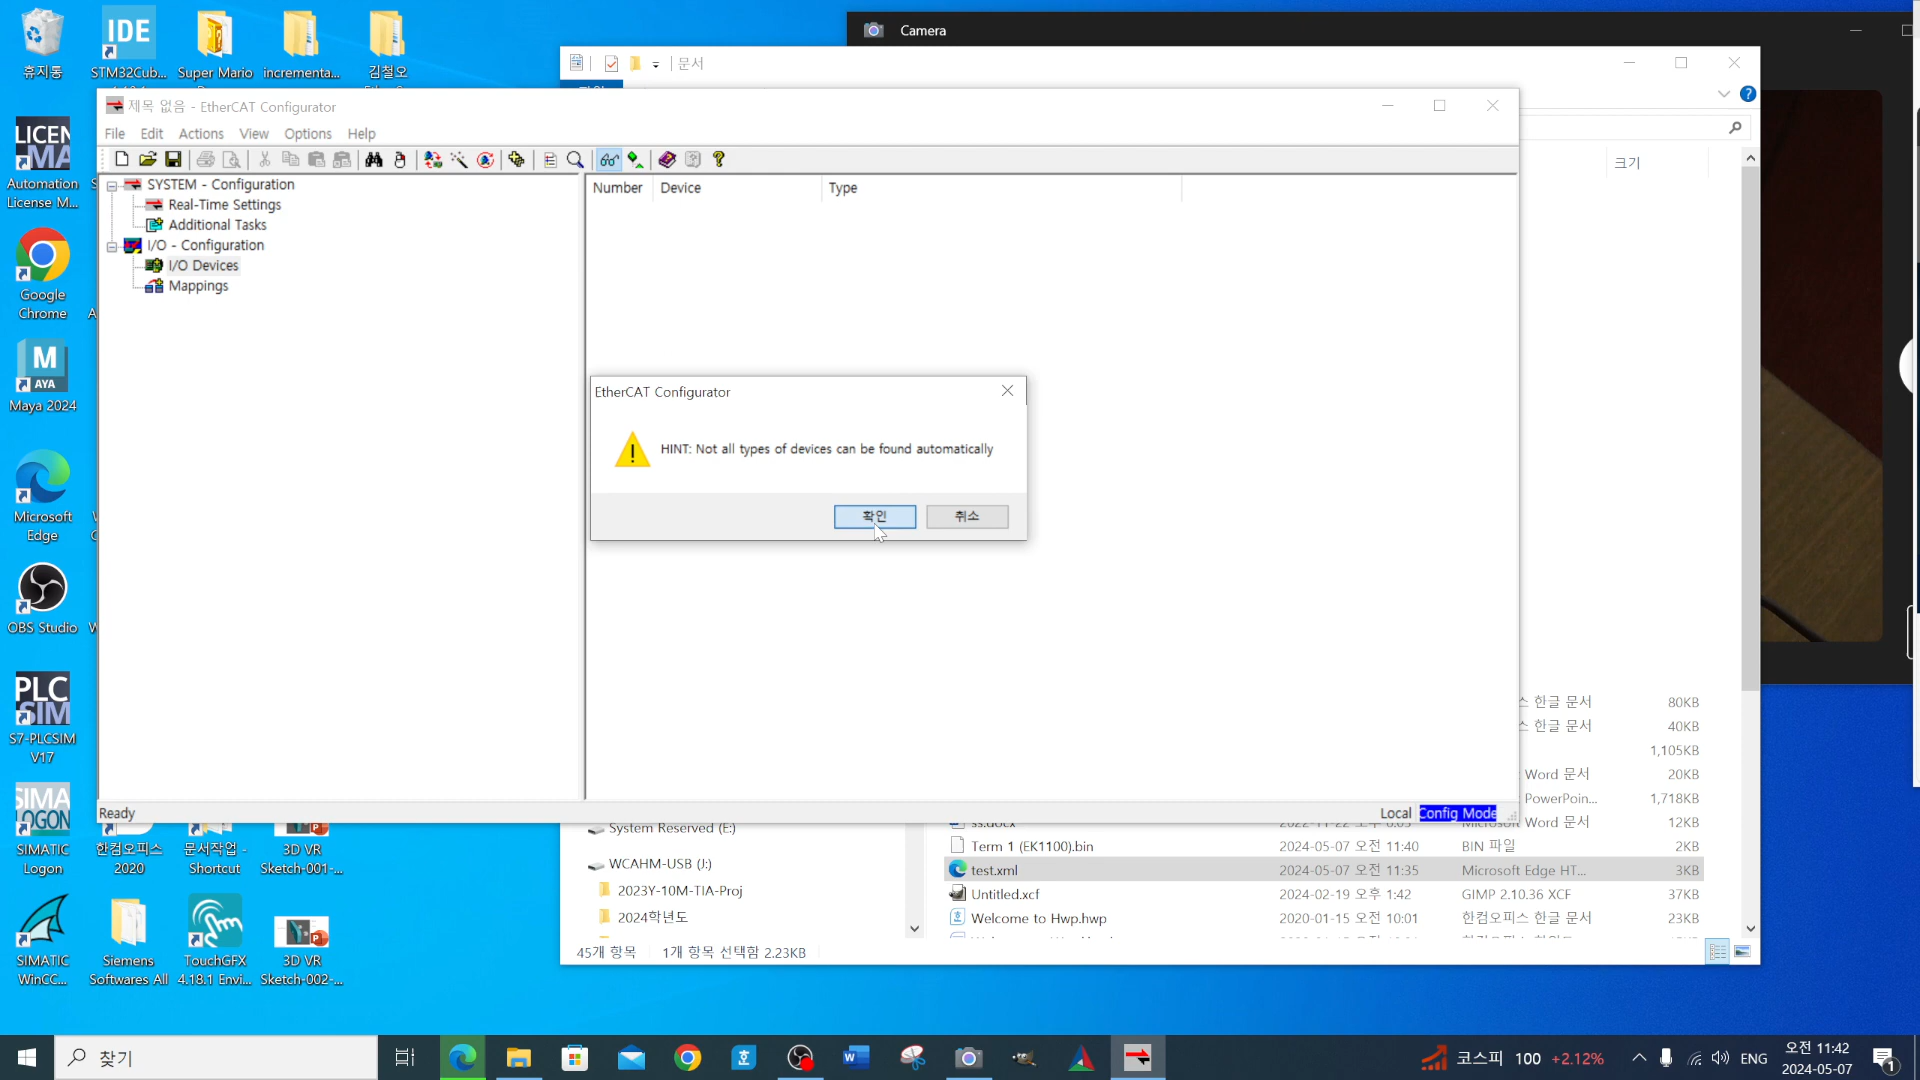 휴지통
IDE
STM32Cub...
Super Mario
incrementa...
김철오
Camera
문서
제목 없음 - EtherCAT Configurator
File Edit Actions View Options Help
SYSTEM - Configuration
Real-Time Settings
Additional Tasks
I/O - Configuration
I/O Devices
Mappings
Number Device Type
크기
EtherCAT Configurator
HINT: Not all types of devices can be found automatically
확인 취소
Ready
Local Config Mode
LICEN
MA
Automation
License M...
Google
Chrome
M
AYA
Maya 2024
Microsoft
Edge
OBS Studio
PLC
SIM
S7-PLCSIM
V17
SIMA
LOGON
SIMATIC
Logon
한컴오피스
2020
문서작업 -
Shortcut
3D VR
Sketch-001-...
SIMATIC
WinCC...
Siemens
Softwares All
TouchGFX
4.18.1 Envi...
3D VR
Sketch-002-...
스 한글 문서 80KB
스 한글 문서 40KB
1,105KB
Word 문서 20KB
PowerPoin... 1,718KB
Word 문서 12KB
System Reserved (E:)
WCAHM-USB (J:)
2023Y-10M-TIA-Proj
2024학년도
Term 1 (EK1100).bin 2024-05-07 오전 11:40 BIN 파일 2KB
test.xml 2024-05-07 오전 11:35 Microsoft Edge HT... 3KB
Untitled.xcf 2024-02-19 오후 1:42 GIMP 2.10.36 XCF 37KB
Welcome to Hwp.hwp 2020-01-15 오전 10:01 한컴오피스 한글 문서 23KB
45개 항목 1개 항목 선택함 2.23KB
찾기
코스피 100 +2.12%
ENG
오전 11:42
2024-05-07
1